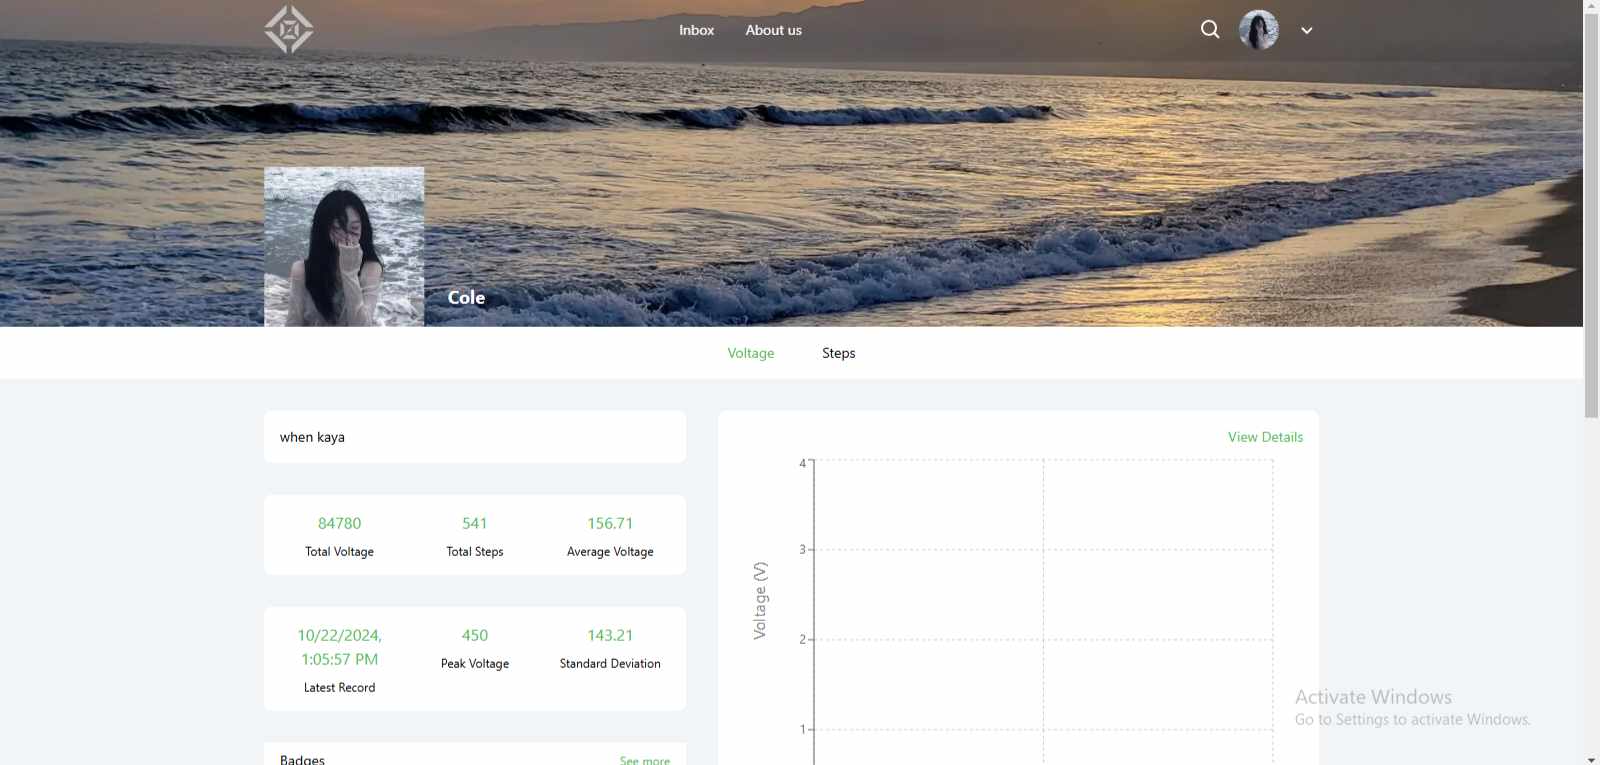 Inbox
About us
Cole
Voltage
Steps
when kaya
84780
Total Voltage
541
Total Steps
156.71
Average Voltage
10/22/2024,
1:05:57 PM
Latest Record
450
Peak Voltage
143.21
Standard Deviation
Badges
See more
View Details
4
3
2
1
Voltage (V)
Activate Windows
Go to Settings to activate Windows.